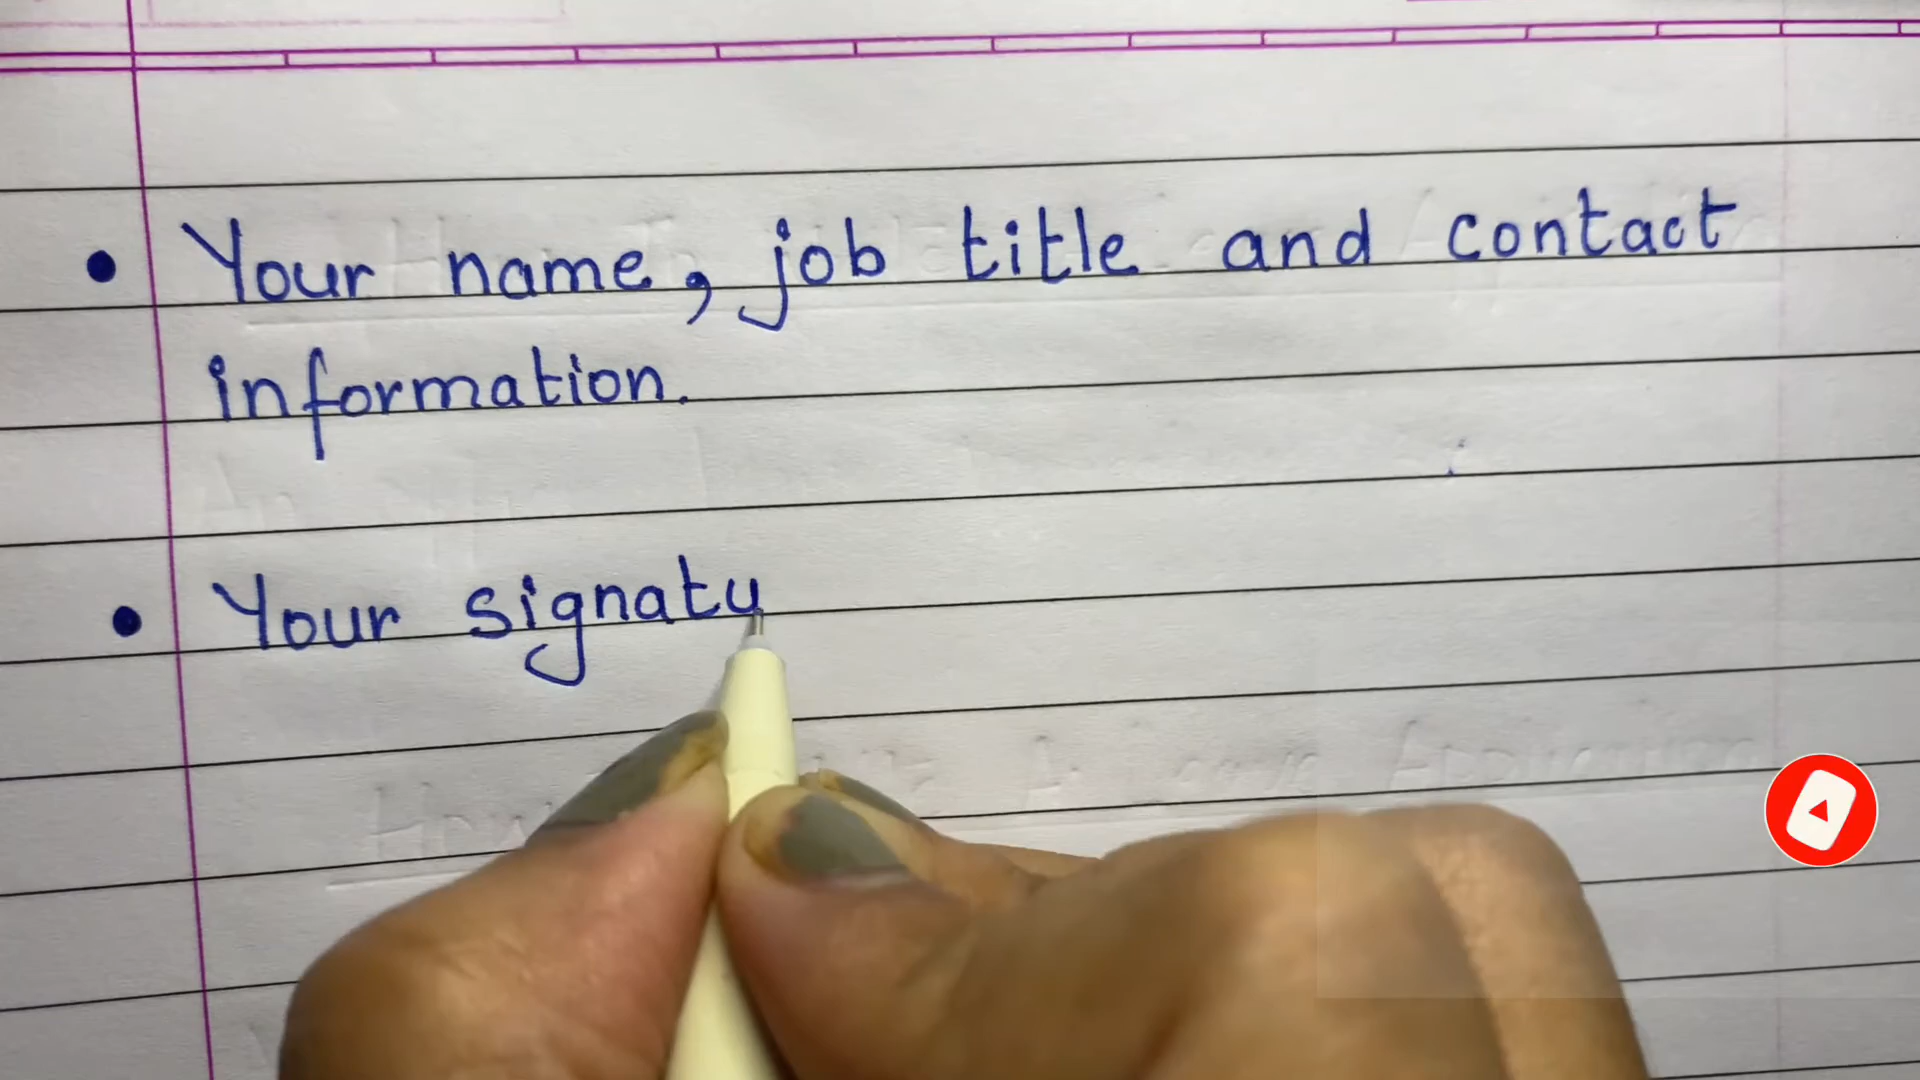 • Your name, job title and contact
information.
• Your signatu